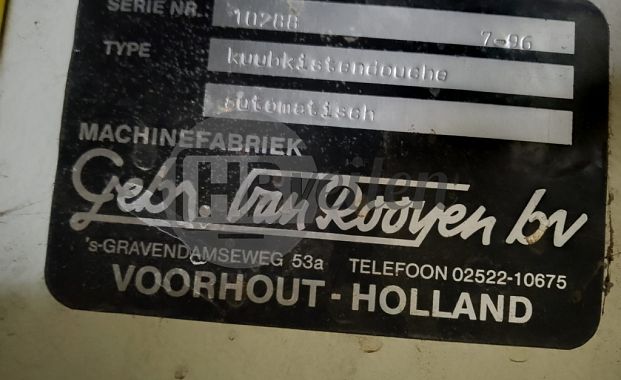 SERIE NR. 10288 7-96
TYPE kuubkistendouche
automatisch
MACHINEFABRIEK
Gebr. Van Rooyen bv
's-GRAVENDAMSEWEG 53a TELEFOON 02522-10675
VOORHOUT - HOLLAND